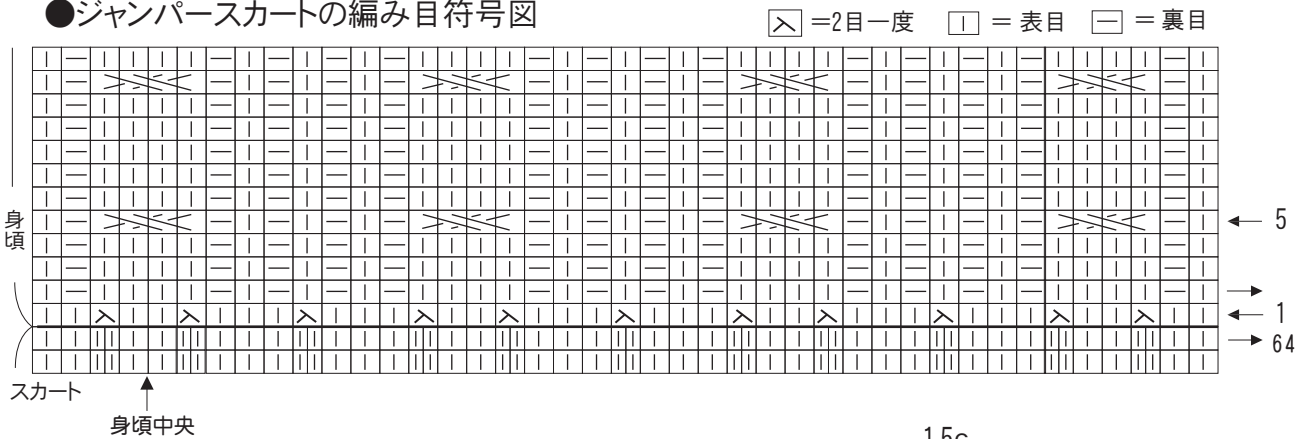 ●ジャンパースカートの編み目符号図
=2目一度 = 表目 = 裏目
身頃
5
1
64
スカート
身頃中央